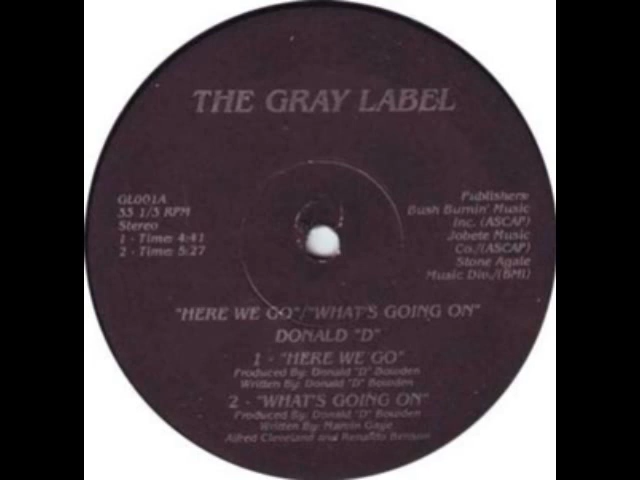 THE GRAY LABEL
GL001A
33 1/3 RPM
Stereo
1 - Time: 4:41
2 - Time: 5:27
Publishers:
Bush Burnin' Music
Inc. (ASCAP)
Jobete Music
Co./(ASCAP)
Stone Agate
Music Div./(BMI)
"HERE WE GO"/"WHAT'S GOING ON"
DONALD "D"
1 - "HERE WE GO"
Produced By: Donald "D" Bowden
Written By: Donald "D" Bowden
2 - "WHAT'S GOING ON"
Produced By: Donald "D" Bowden
Written By: Marvin Gaye
Alfred Cleveland and Renaldo Benson